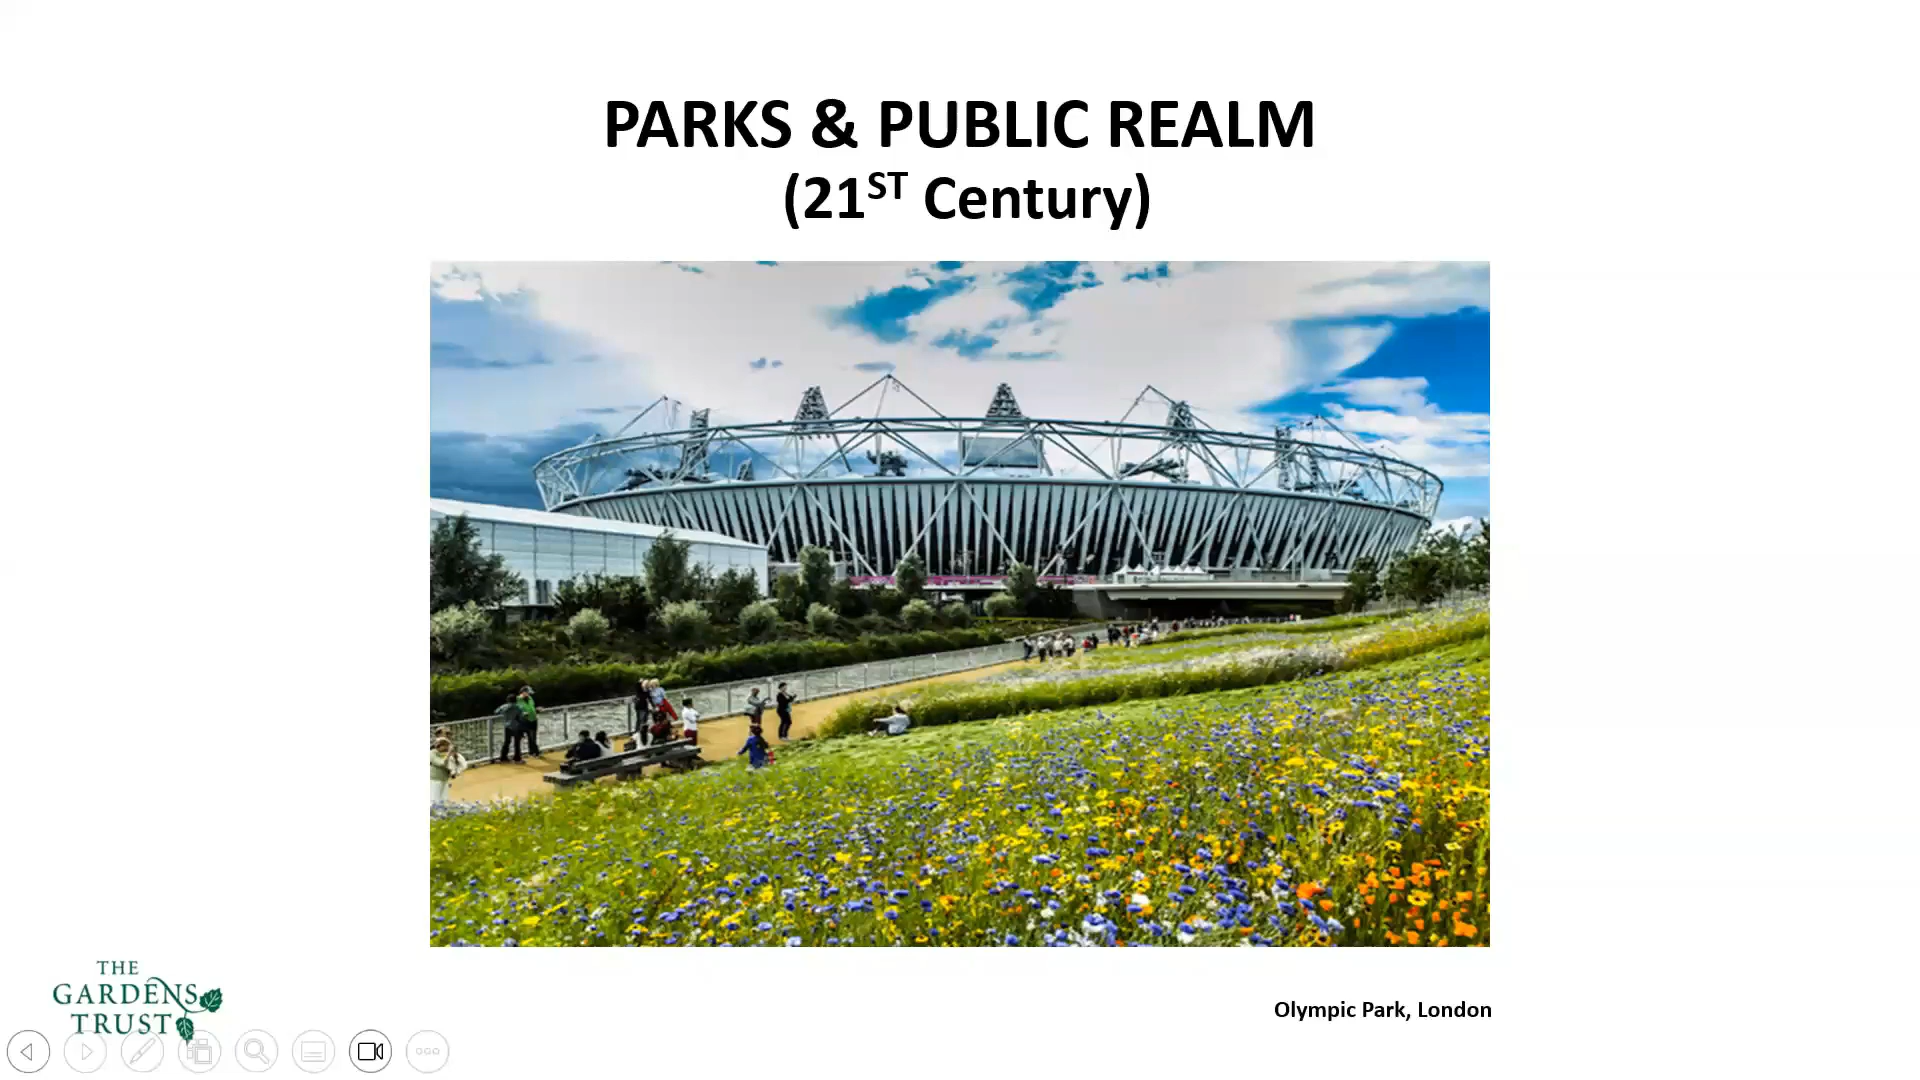 PARKS & PUBLIC REALM
(21ST Century)
THE
GARDENS
TRUST
Olympic Park, London